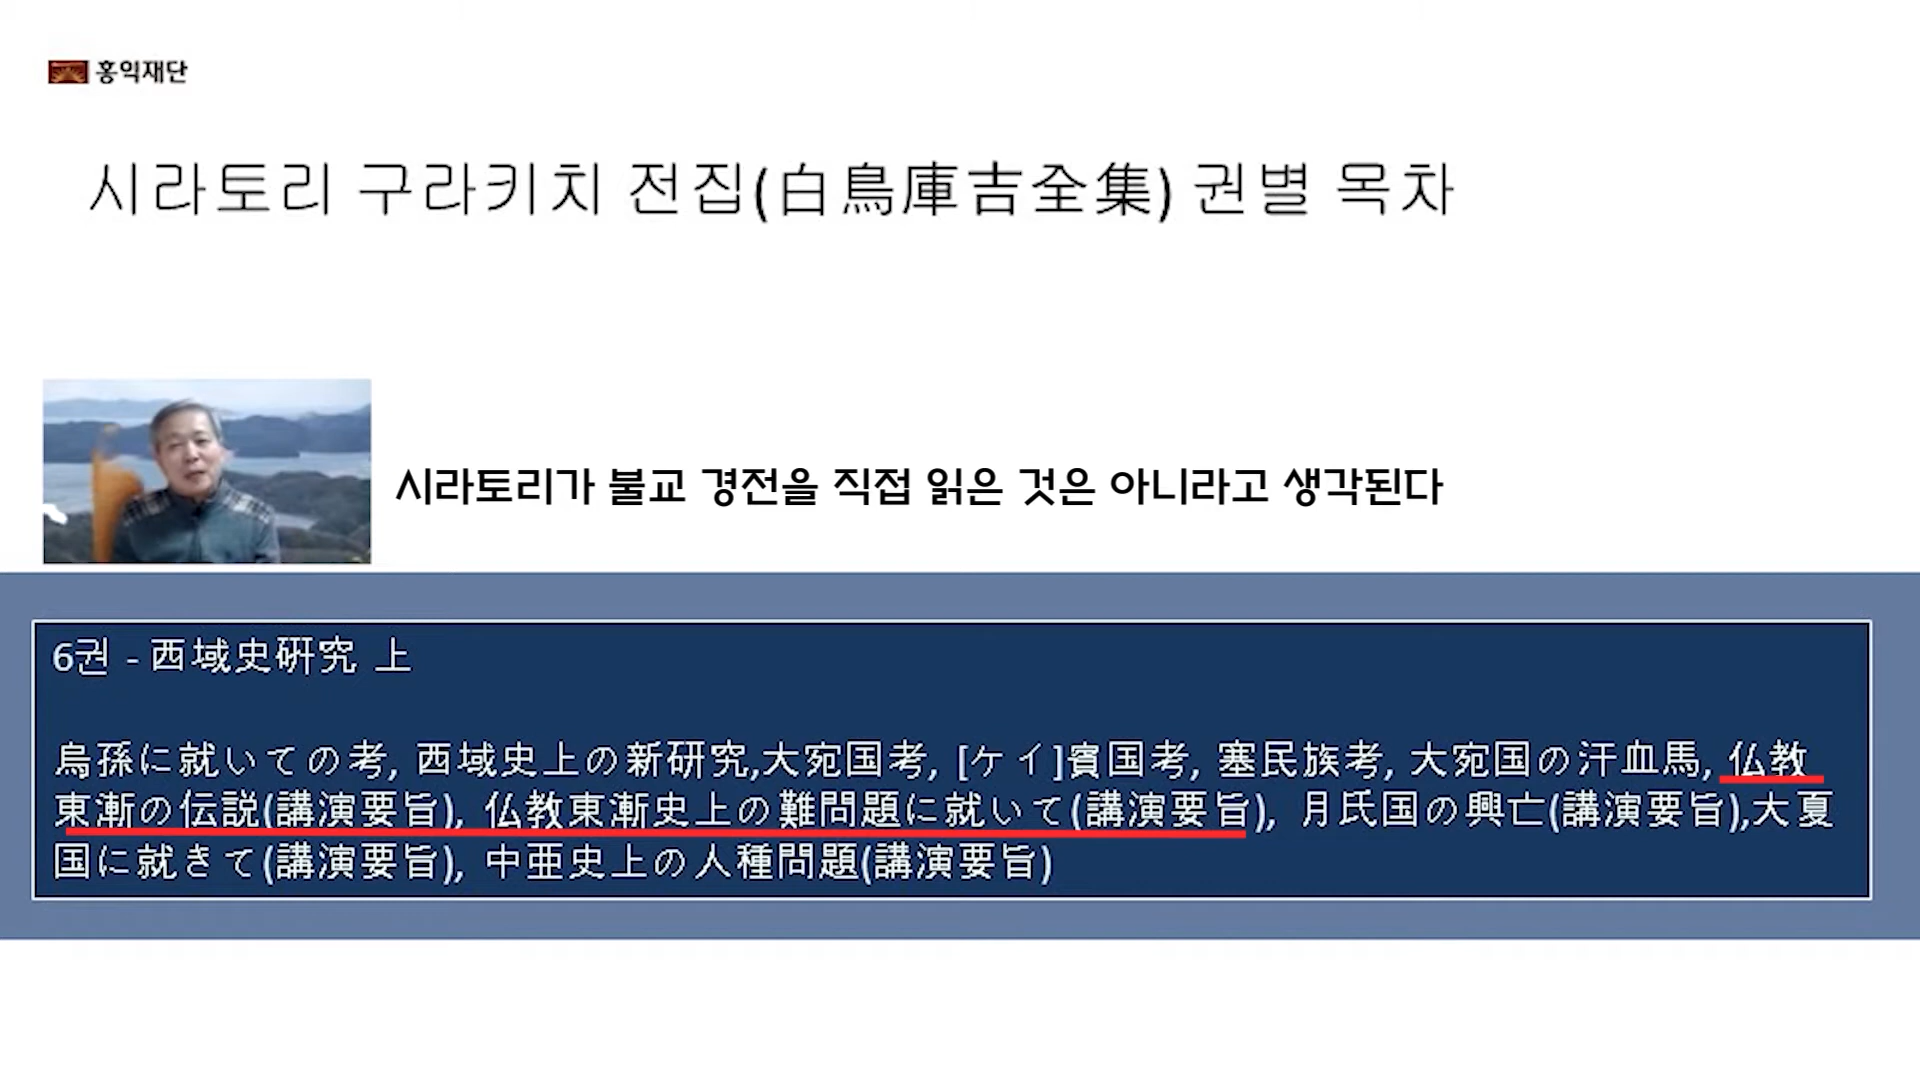 홍익재단
시라토리 구라키치 전집(白鳥庫吉全集) 권별 목차
시라토리가 불교 경전을 직접 읽은 것은 아니라고 생각된다
6권 - 西域史硏究 上
烏孫に就いての考, 西域史上の新研究,大宛国考, [ケイ]賓国考, 塞民族考, 大宛国の汗血馬, 仏教
東漸の伝説(講演要旨), 仏教東漸史上の難問題に就いて(講演要旨), 月氏国の興亡(講演要旨),大夏
国に就きて(講演要旨), 中亜史上の人種問題(講演要旨)